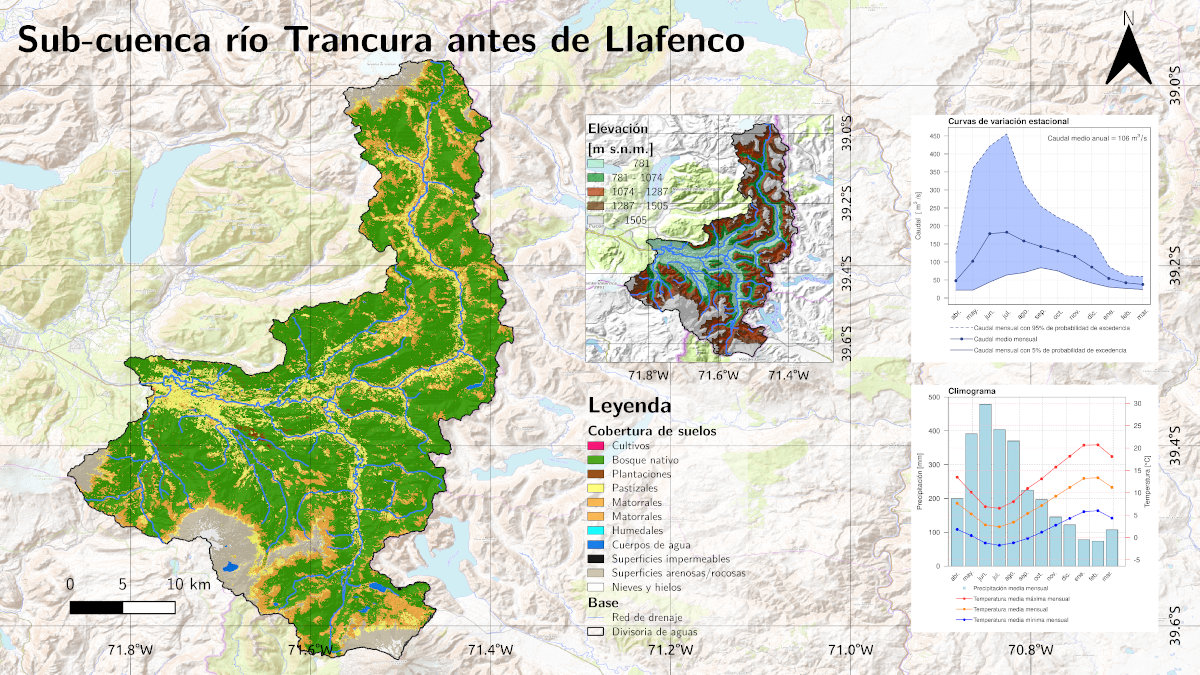 Sub-cuenca río Trancura antes de Llafenco
N
39.0°S
39.2°S
39.4°S
39.6°S
71.8°W
71.6°W
71.4°W
71.2°W
71.0°W
70.8°W
0 5 10 km
Elevación
[m s.n.m.]
781
781 - 1074
1074 - 1287
1287 - 1505
> 1505
39.0°S
39.2°S
39.4°S
39.6°S
71.8°W
71.6°W
71.4°W
Leyenda
Cobertura de suelos
Cultivos
Bosque nativo
Plantaciones
Pastizales
Matorrales
Matorrales
Humedales
Cuerpos de agua
Superficies impermeables
Superficies arenosas/rocosas
Nieves y hielos
Base
Red de drenaje
Divisoria de aguas
Curvas de variación estacional
Caudal medio anual = 106 m³/s
Caudal [ m³ /s]
450
400
350
300
250
200
150
100
50
0
abr. may. jun. jul. ago. sep. oct. nov. dic. ene. feb. mar.
Caudal mensual con 95% de probabilidad de excedencia
Caudal medio mensual
Caudal mensual con 5% de probabilidad de excedencia
Climograma
Precipitación [mm]
500
400
300
200
100
0
Temperatura [°C]
30
25
20
15
10
5
0
-5
abr. may. jun. jul. ago. sep. oct. nov. dic. ene. feb. mar.
Precipitación media mensual
Temperatura media máxima mensual
Temperatura media mensual
Temperatura media mínima mensual